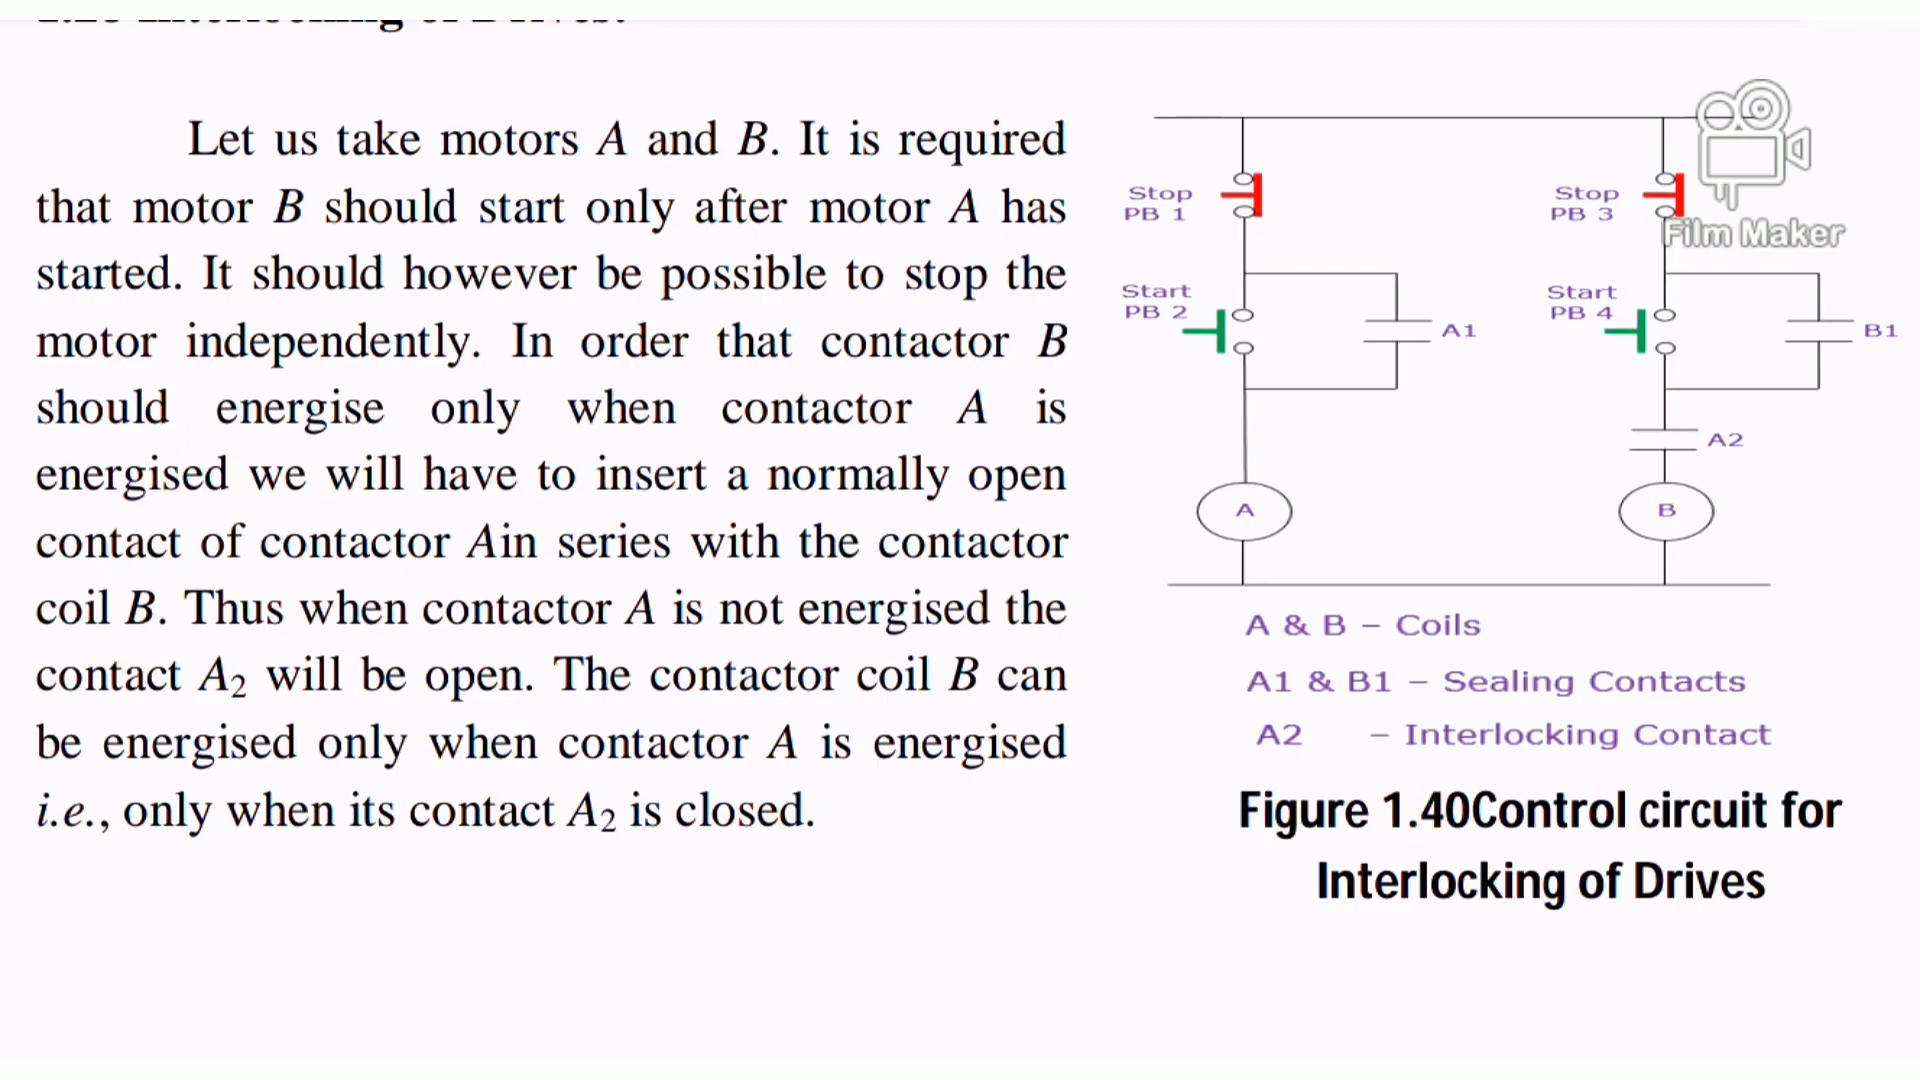 Let us take motors A and B. It is required
that motor B should start only after motor A has
started. It should however be possible to stop the
motor independently. In order that contactor B
should energise only when contactor A is
energised we will have to insert a normally open
contact of contactor Ain series with the contactor
coil B. Thus when contactor A is not energised the
contact A2 will be open. The contactor coil B can
be energised only when contactor A is energised
i.e., only when its contact A2 is closed.
Stop
PB 1
Start
PB 2
A1
A
Stop
PB 3
Film Maker
Start
PB 4
B1
A2
B
A & B – Coils
A1 & B1 – Sealing Contacts
A2 – Interlocking Contact
Figure 1.40Control circuit for
Interlocking of Drives